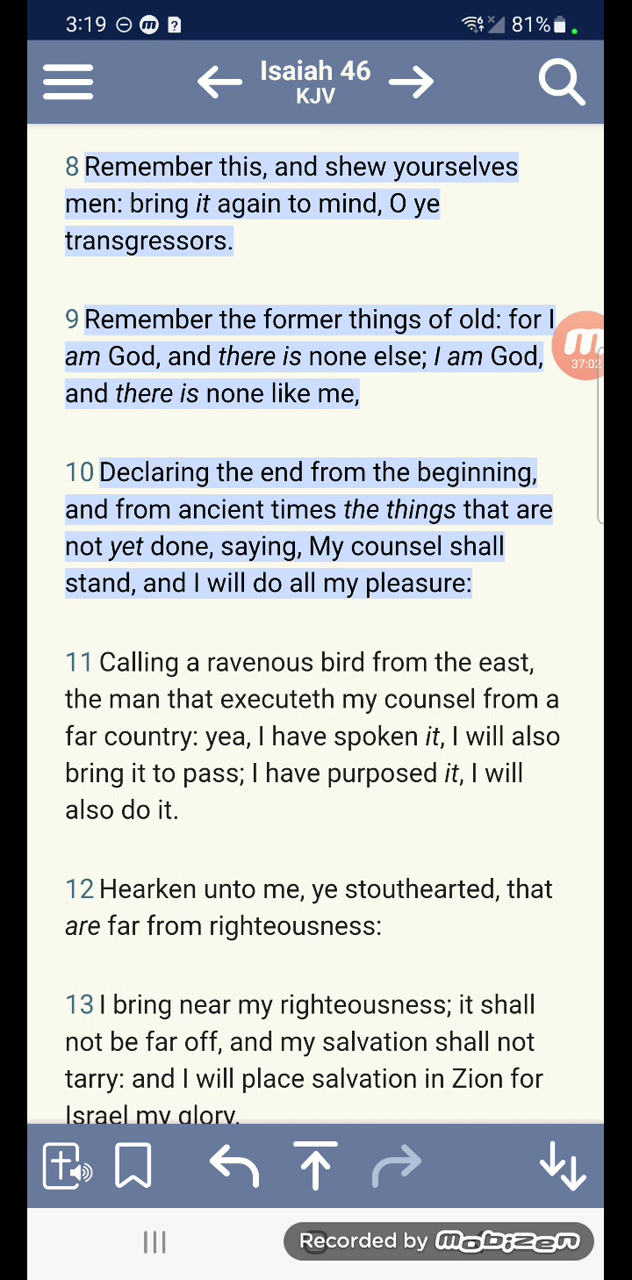 3:19 m ? 81%
Isaiah 46
KJV
8 Remember this, and shew yourselves
men: bring it again to mind, O ye
transgressors.
9 Remember the former things of old: for I
am God, and there is none else; I am God,
and there is none like me,
m
37:02
10 Declaring the end from the beginning,
and from ancient times the things that are
not yet done, saying, My counsel shall
stand, and I will do all my pleasure:
11 Calling a ravenous bird from the east,
the man that executeth my counsel from a
far country: yea, I have spoken it, I will also
bring it to pass; I have purposed it, I will
also do it.
12 Hearken unto me, ye stouthearted, that
are far from righteousness:
13 I bring near my righteousness; it shall
not be far off, and my salvation shall not
tarry: and I will place salvation in Zion for
Israel my glory.
Recorded by mobizen